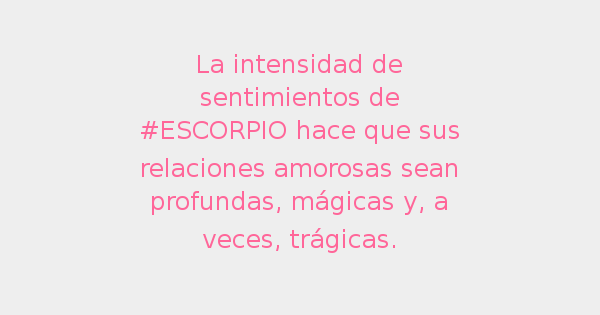 La intensidad de
sentimientos de
#ESCORPIO hace que sus
relaciones amorosas sean
profundas, mágicas y, a
veces, trágicas.